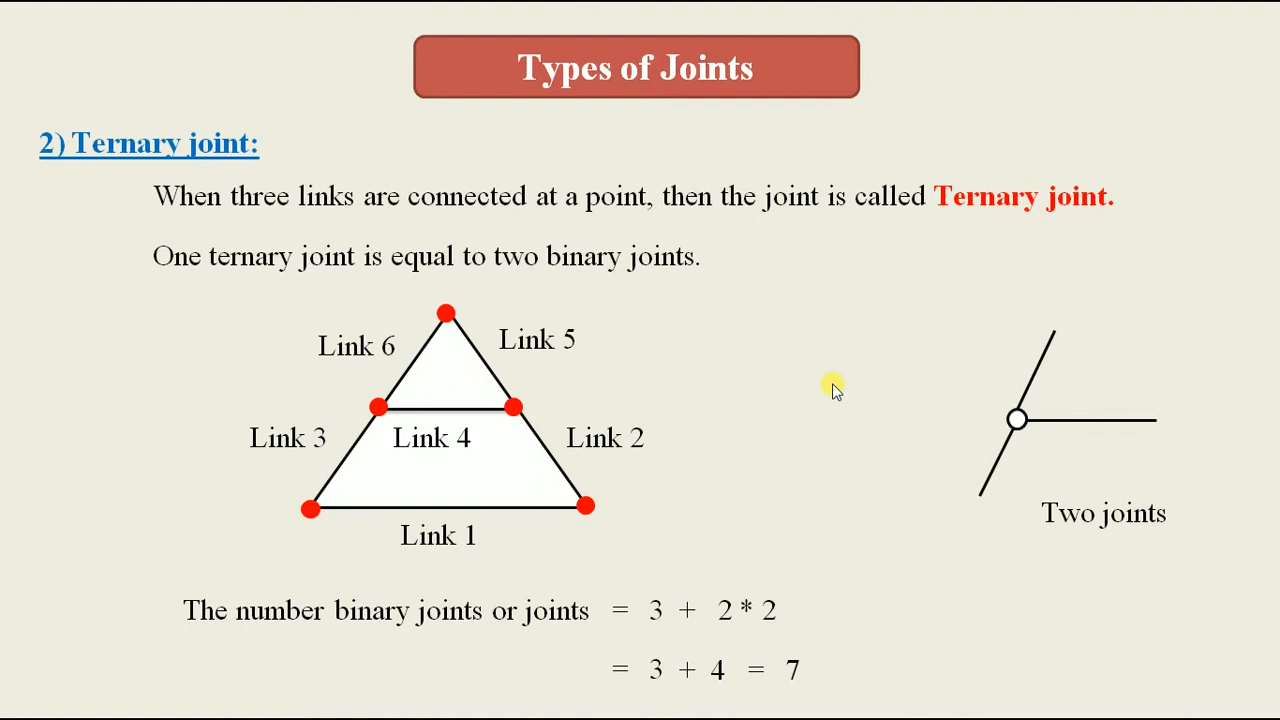 Types of Joints
2) Ternary joint:
When three links are connected at a point, then the joint is called Ternary joint.
One ternary joint is equal to two binary joints.
Link 6
Link 5
Link 3
Link 4
Link 2
Link 1
Two joints
The number binary joints or joints = 3 + 2 * 2
= 3 + 4 = 7